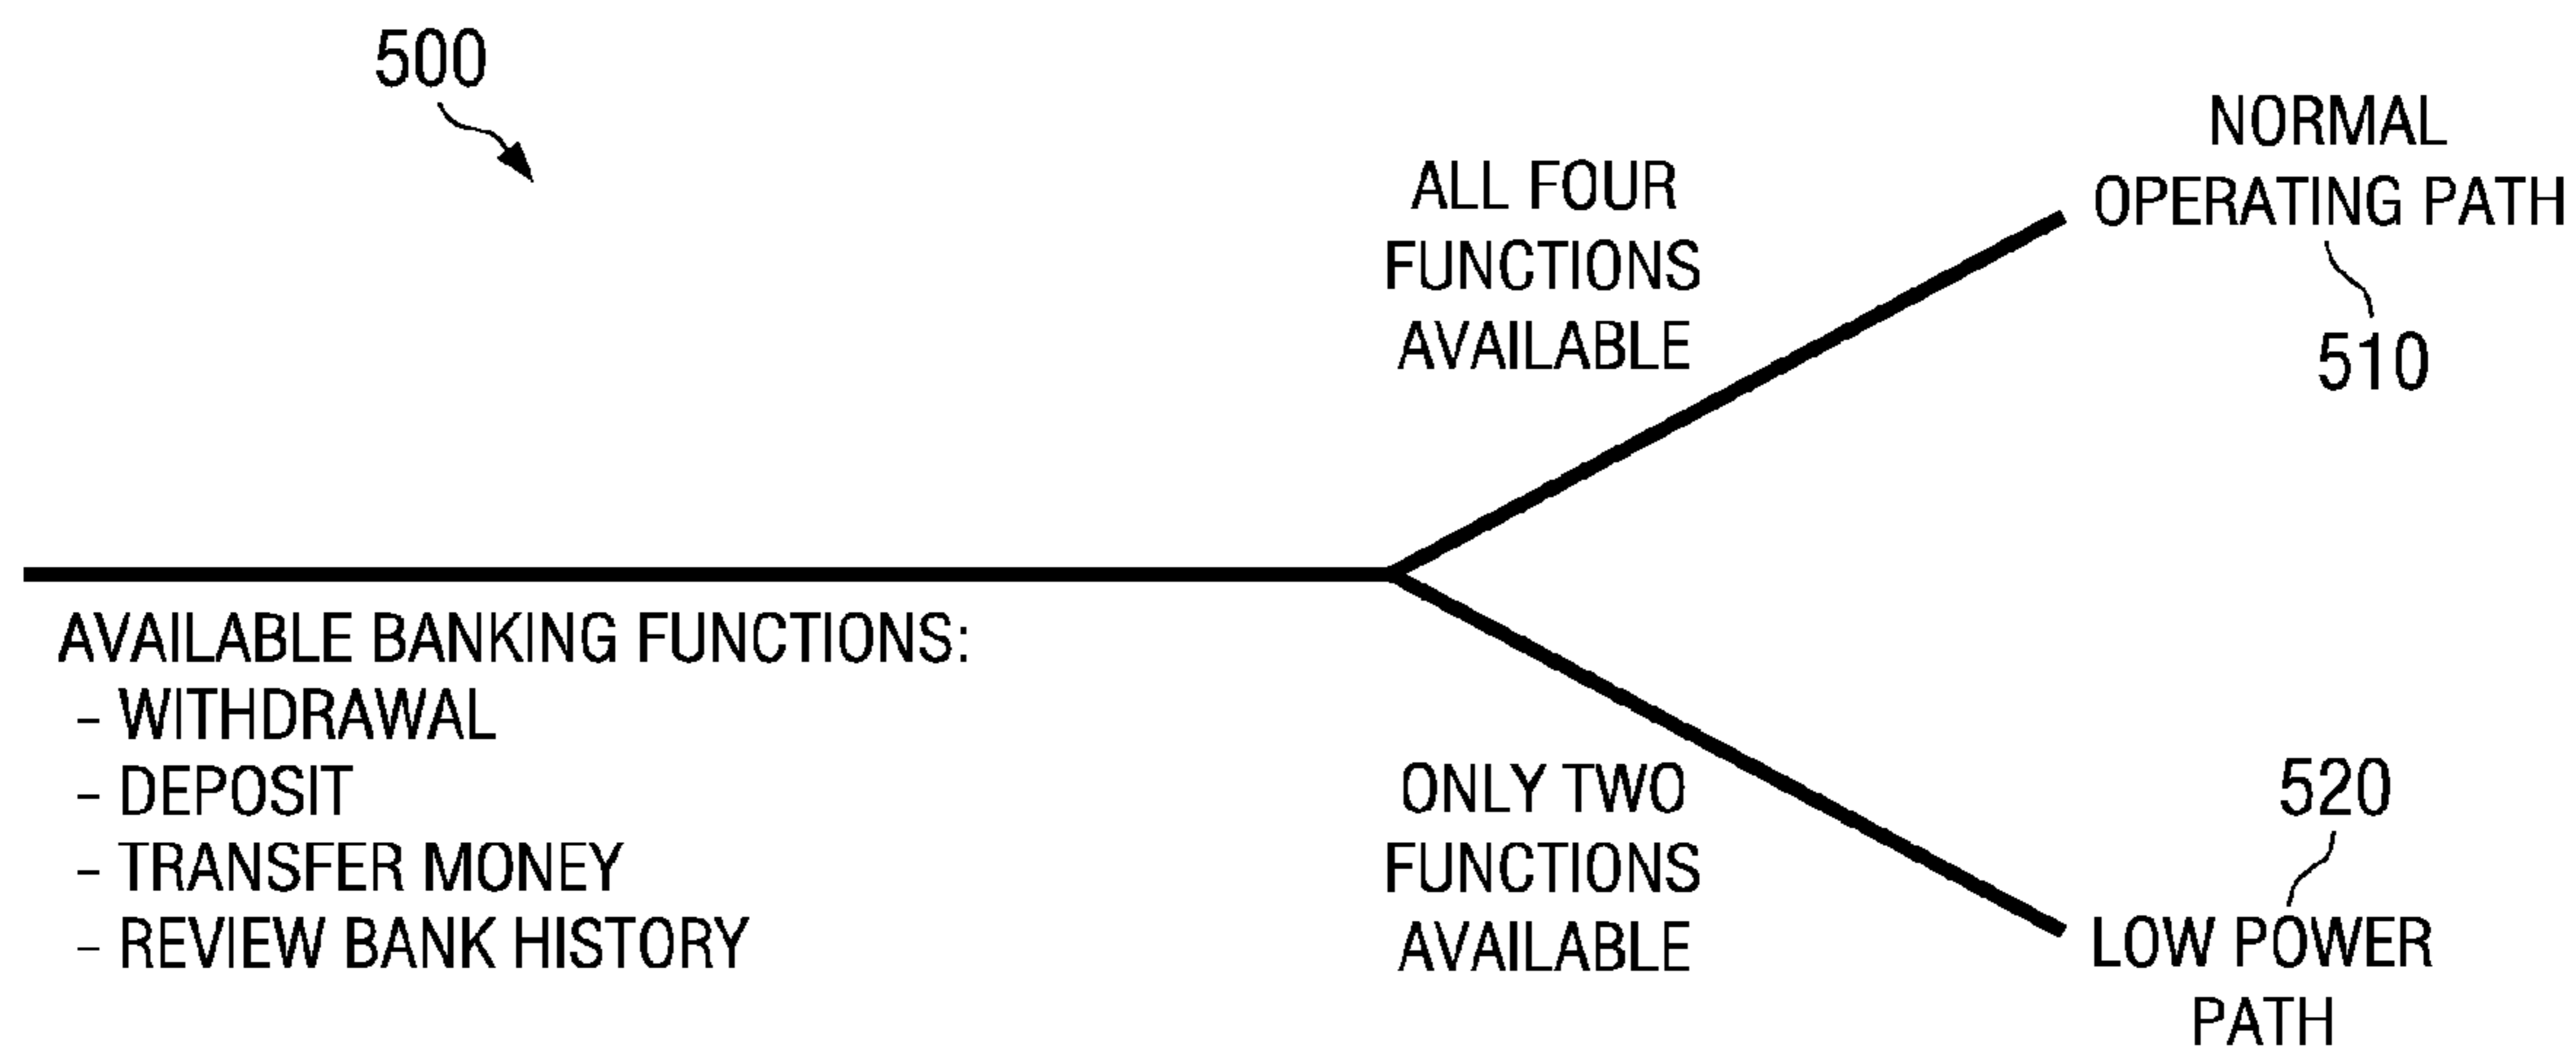 500
NORMAL
OPERATING PATH
510
ALL FOUR
FUNCTIONS
AVAILABLE
AVAILABLE BANKING FUNCTIONS:
– WITHDRAWAL
– DEPOSIT
– TRANSFER MONEY
– REVIEW BANK HISTORY
ONLY TWO
FUNCTIONS
AVAILABLE
520
LOW POWER
PATH